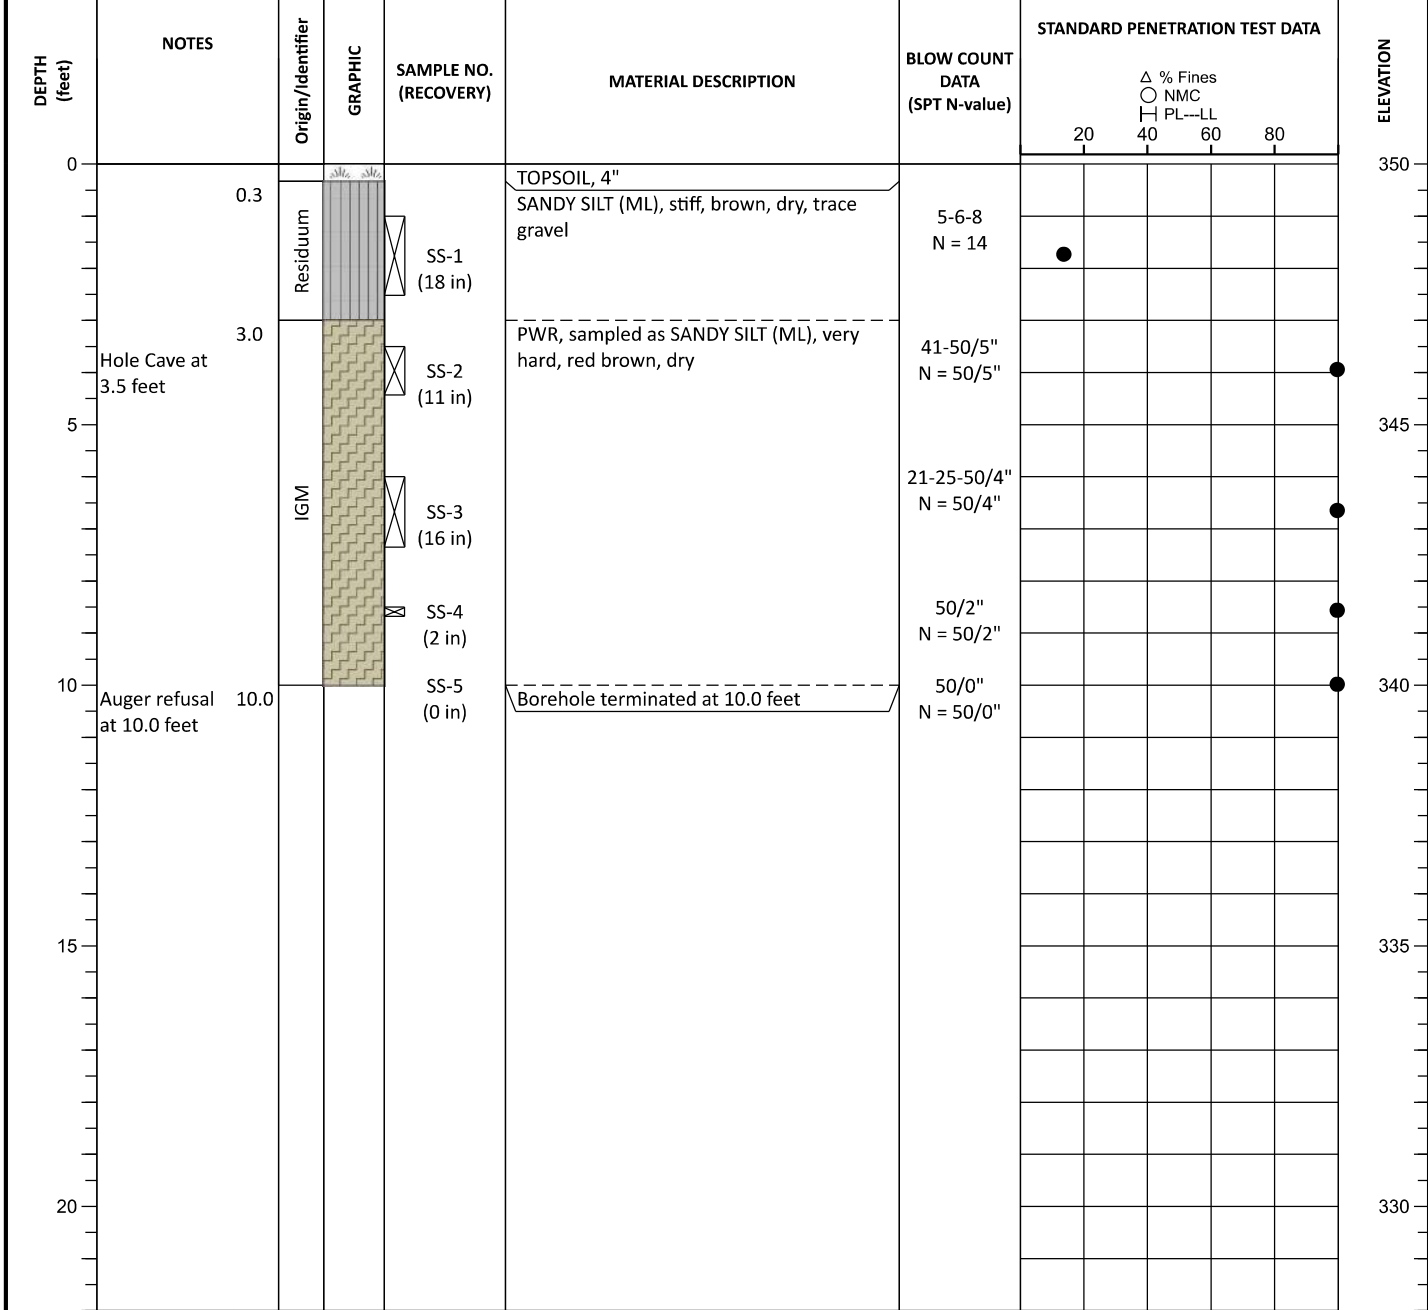 DEPTH
(feet)
NOTES
Origin/Identifier
GRAPHIC
SAMPLE NO.
(RECOVERY)
MATERIAL DESCRIPTION
BLOW COUNT
DATA
(SPT N-value)
STANDARD PENETRATION TEST DATA
% Fines
NMC
PL---LL
20 40 60 80
ELEVATION
0
350
TOPSOIL, 4"
0.3
Residuum
SANDY SILT (ML), stiff, brown, dry, trace
gravel
5-6-8
N = 14
SS-1
(18 in)
3.0
PWR, sampled as SANDY SILT (ML), very
hard, red brown, dry
Hole Cave at
3.5 feet
41-50/5"
N = 50/5"
SS-2
(11 in)
5
345
IGM
21-25-50/4"
N = 50/4"
SS-3
(16 in)
50/2"
N = 50/2"
SS-4
(2 in)
10
340
Auger refusal 10.0
at 10.0 feet
SS-5
(0 in)
Borehole terminated at 10.0 feet
50/0"
N = 50/0"
15
335
20
330